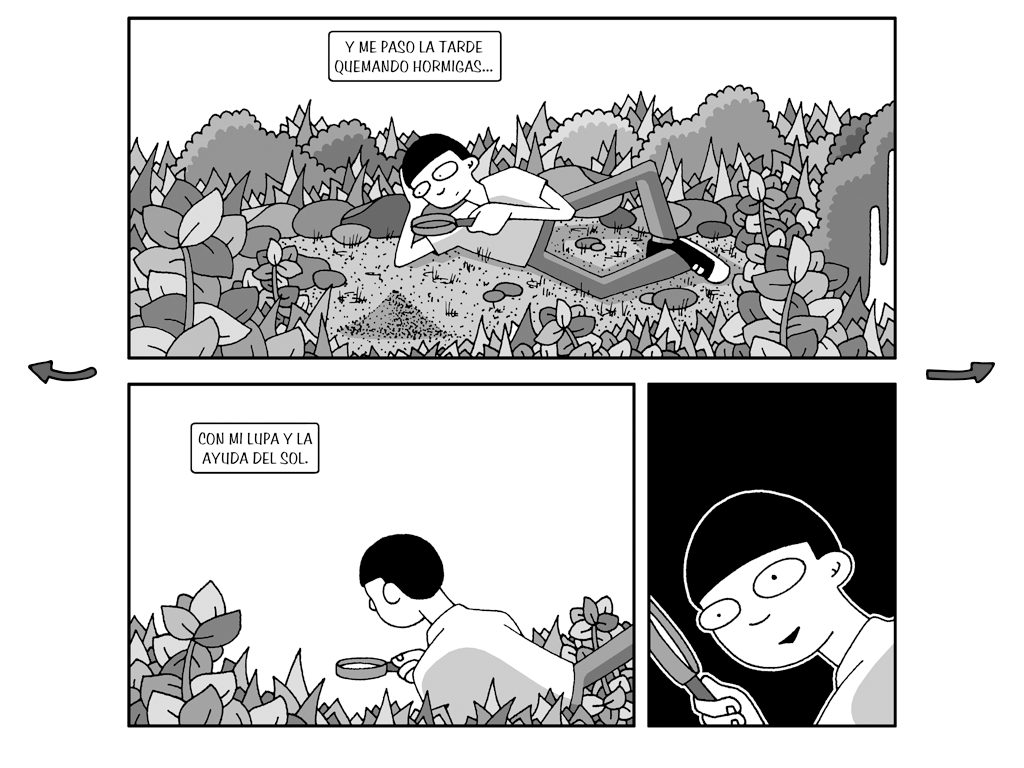 Y ME PASO LA TARDE
QUEMANDO HORMIGAS...
CON MI LUPA Y LA
AYUDA DEL SOL.